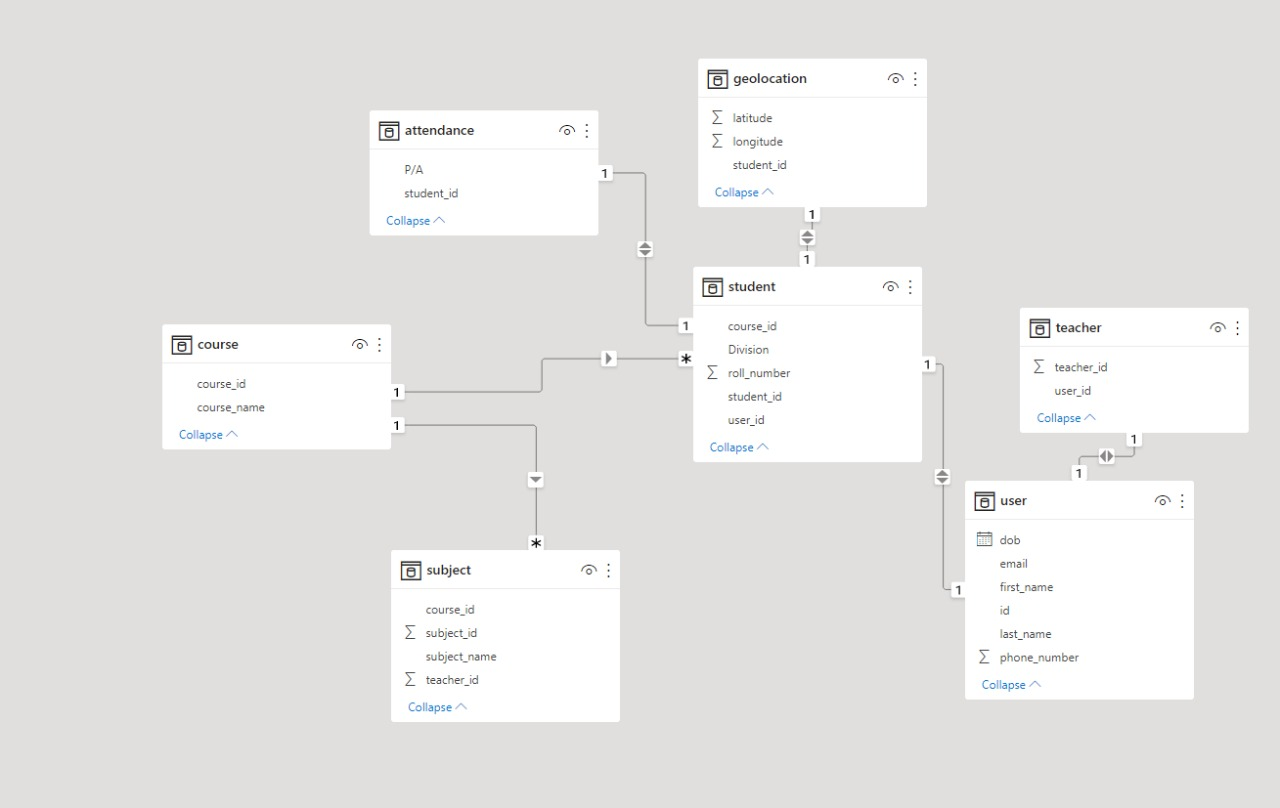 geolocation
latitude
longitude
student_id
Collapse
attendance
P/A
student_id
Collapse
1
1
1
student
course_id
Division
roll_number
student_id
user_id
Collapse
1
*
1
teacher
teacher_id
user_id
Collapse
1
1
course
course_id
course_name
Collapse
1
1
*
subject
course_id
subject_id
subject_name
teacher_id
Collapse
user
dob
email
first_name
id
last_name
phone_number
Collapse
1